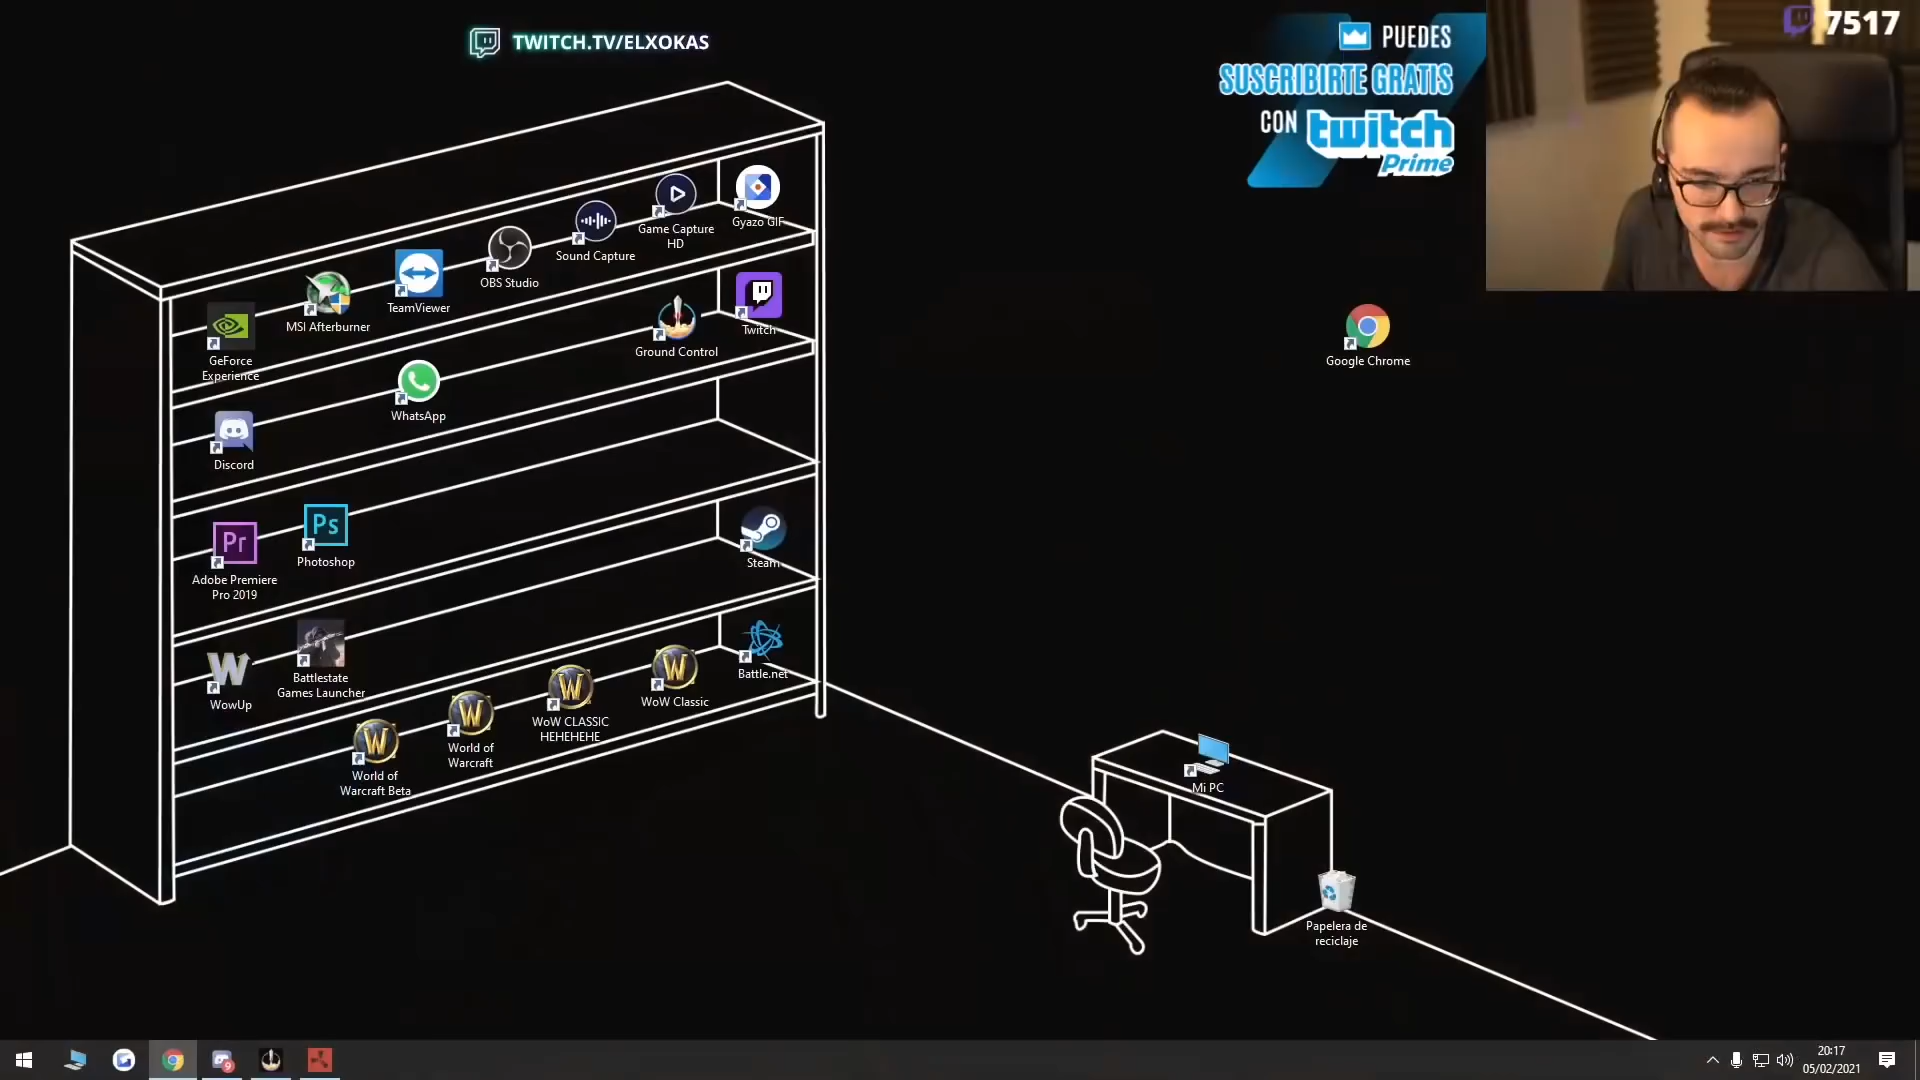 TWITCH.TV/ELXOKAS
PUEDES
SUSCRIBIRTE GRATIS
CON twitch
Prime
7517
Gyazo GIF
Game Capture
HD
Sound Capture
OBS Studio
TeamViewer
MSI Afterburner
GeForce
Experience
Twitch
Ground Control
WhatsApp
Discord
Google Chrome
Ps
Photoshop
Pr
Adobe Premiere
Pro 2019
Steam
W
WowUp
Battlestate
Games Launcher
Battle.net
W
WoW Classic
W
WoW CLASSIC
HEHEHEHE
W
World of
Warcraft
W
World of
Warcraft Beta
Mi PC
Papelera de
reciclaje
9
20:17
05/02/2021